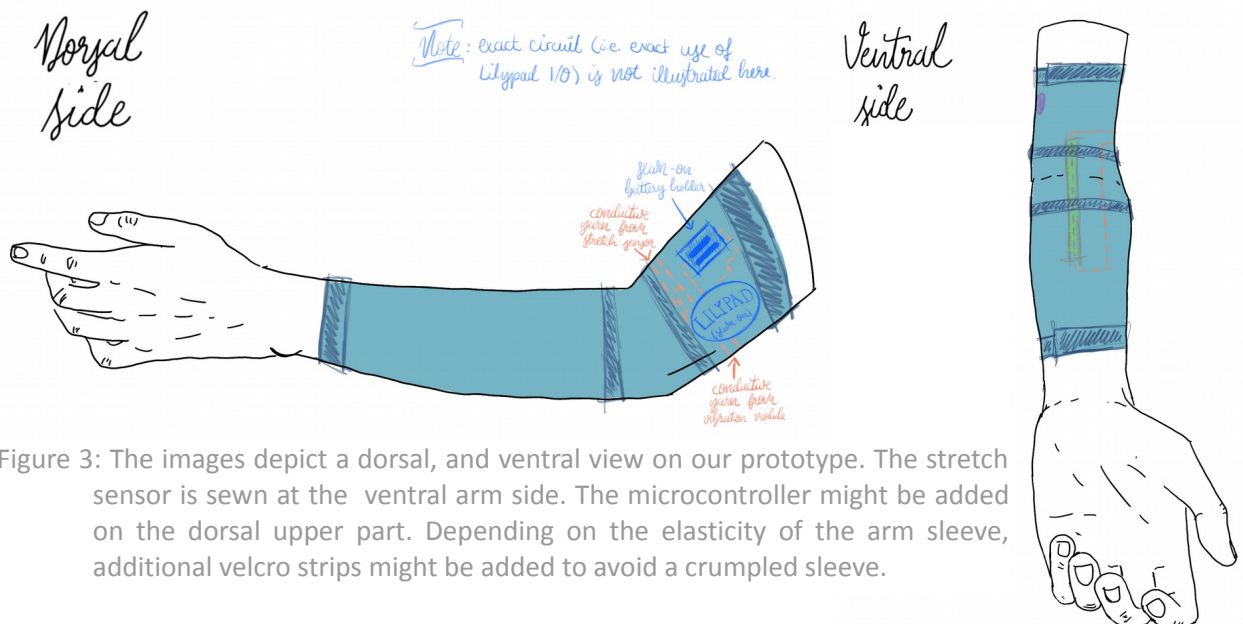 Dorsal
side
Note: exact circuit (i.e exact use of
Lilypad I/O) is not illustrated here.
Ventral
side
sewn-on
battery holder
conductive
yarn from
stretch sensor
LILYPAD
(sewn on)
conductive
yarn from
vibration module
Figure 3: The images depict a dorsal, and ventral view on our prototype. The stretch
sensor is sewn at the ventral arm side. The microcontroller might be added
on the dorsal upper part. Depending on the elasticity of the arm sleeve,
additional velcro strips might be added to avoid a crumpled sleeve.